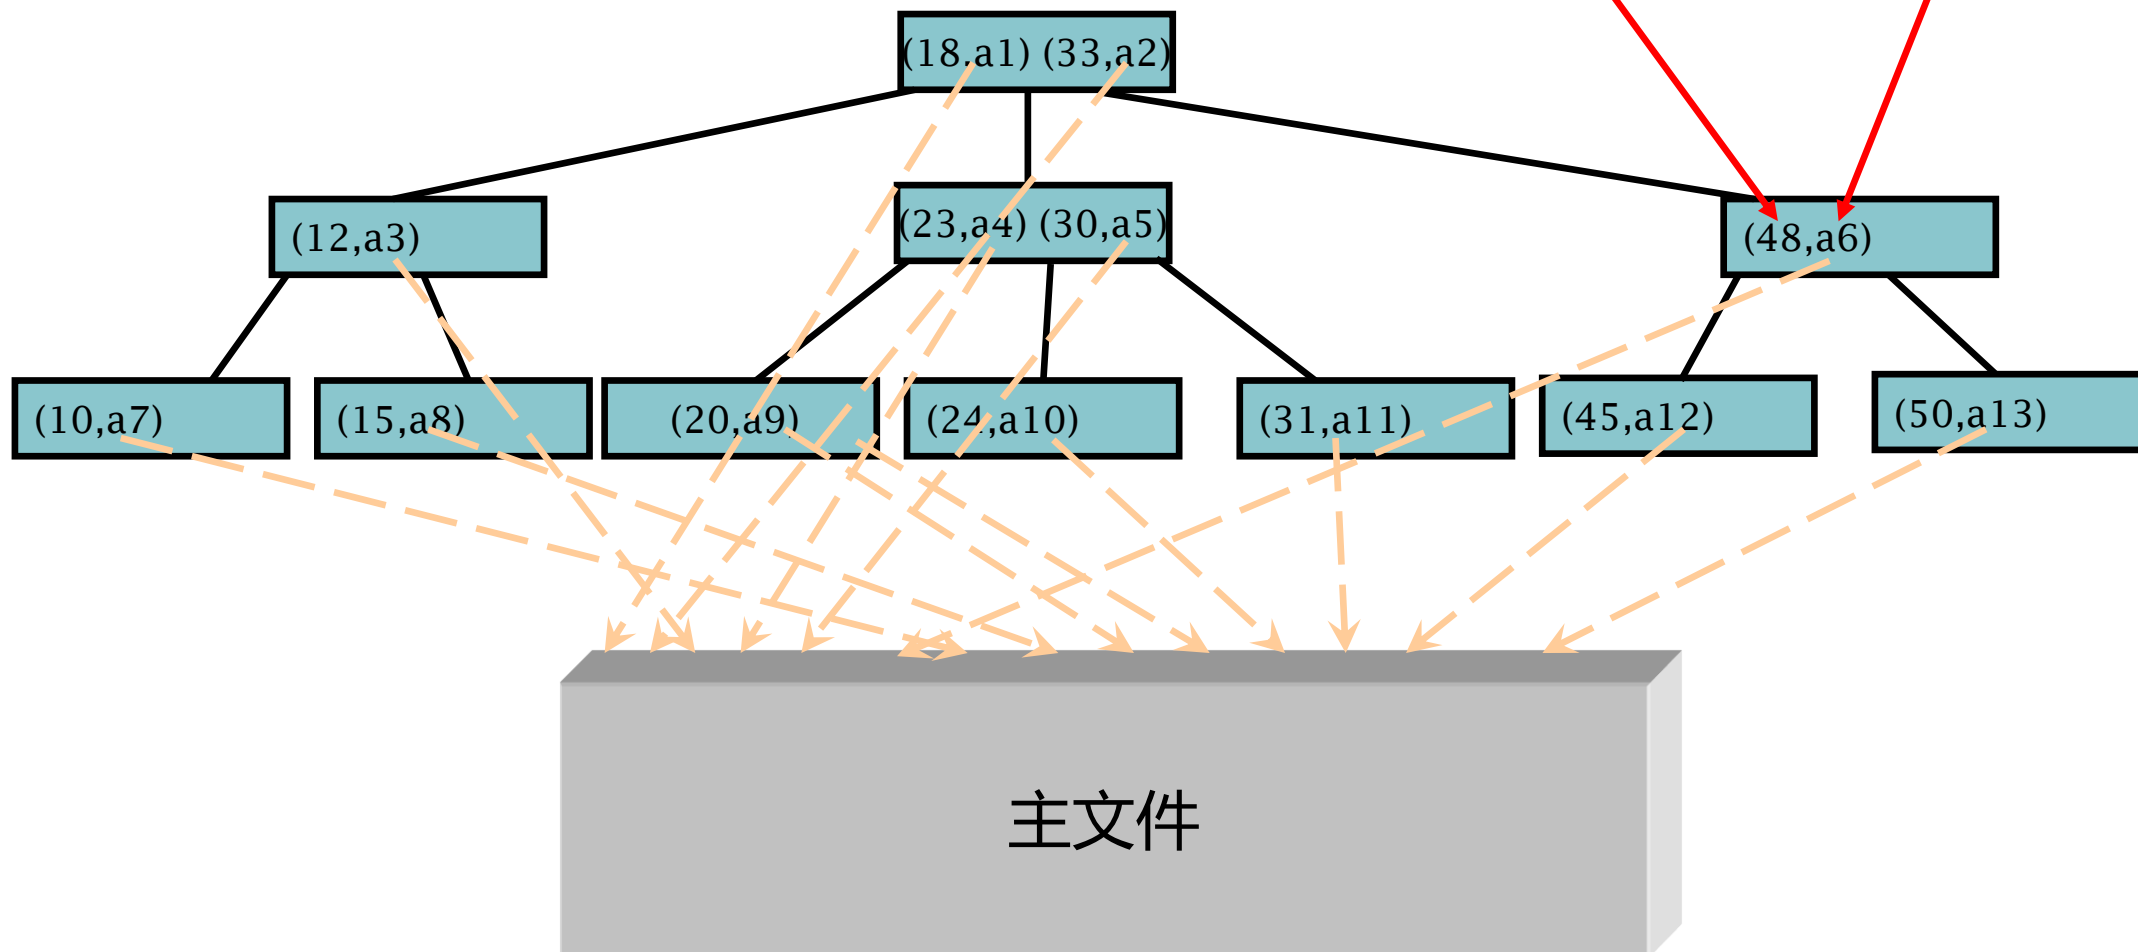 (18,a1) (33,a2)
(12,a3)
(23,a4) (30,a5)
(48,a6)
(10,a7)
(15,a8)
(20,a9)
(24,a10)
(31,a11)
(45,a12)
(50,a13)
主文件